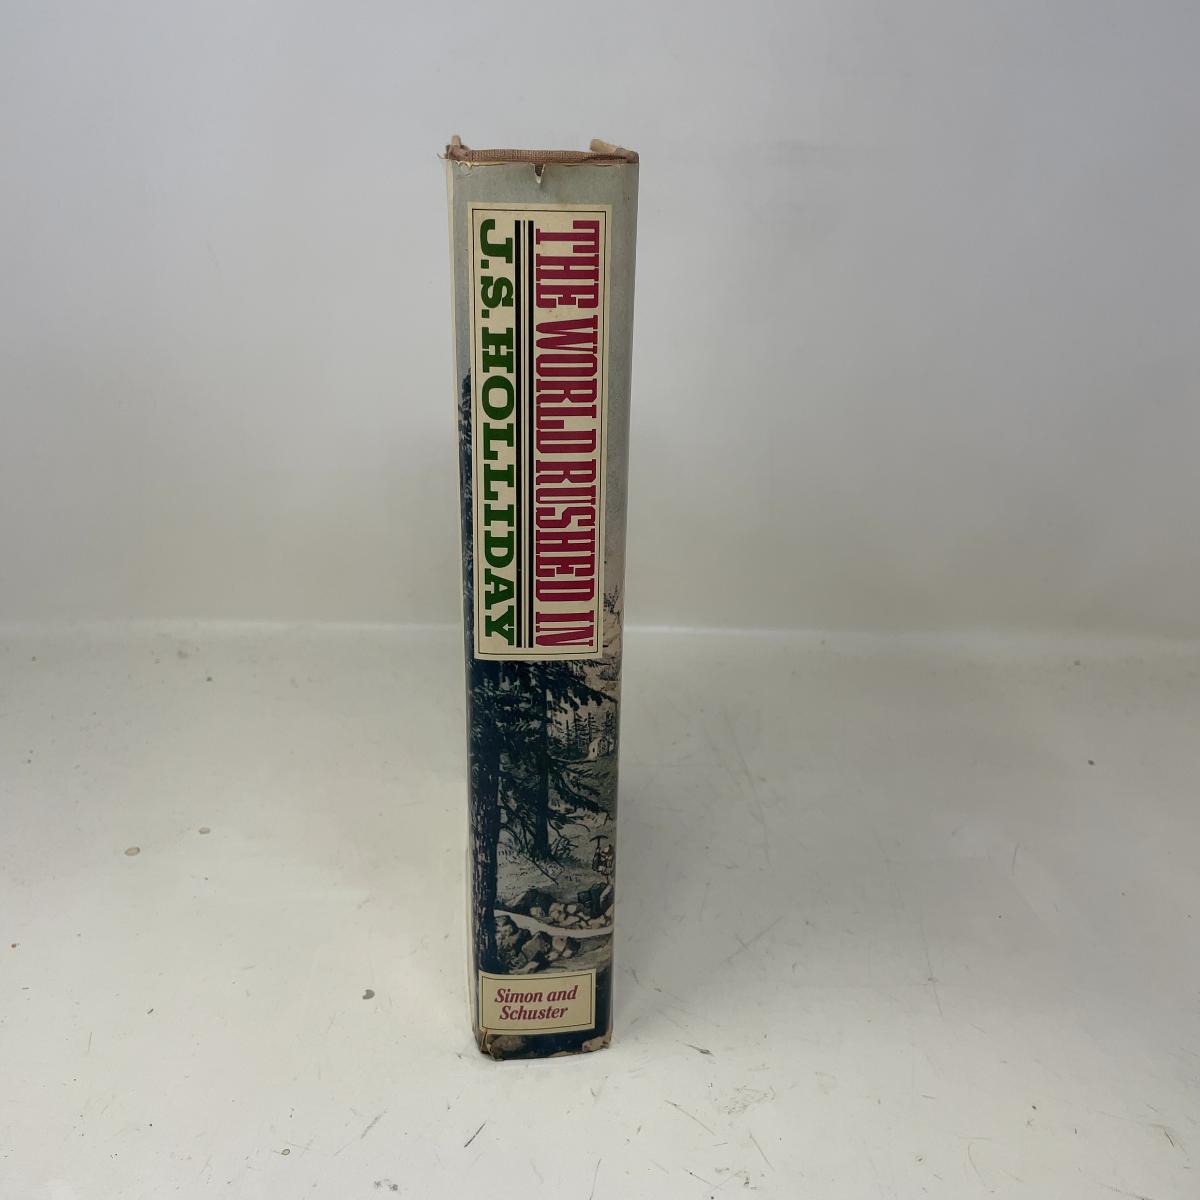 THE WORLD RUSHED IN
J.S. HOLLIDAY
Simon and
Schuster